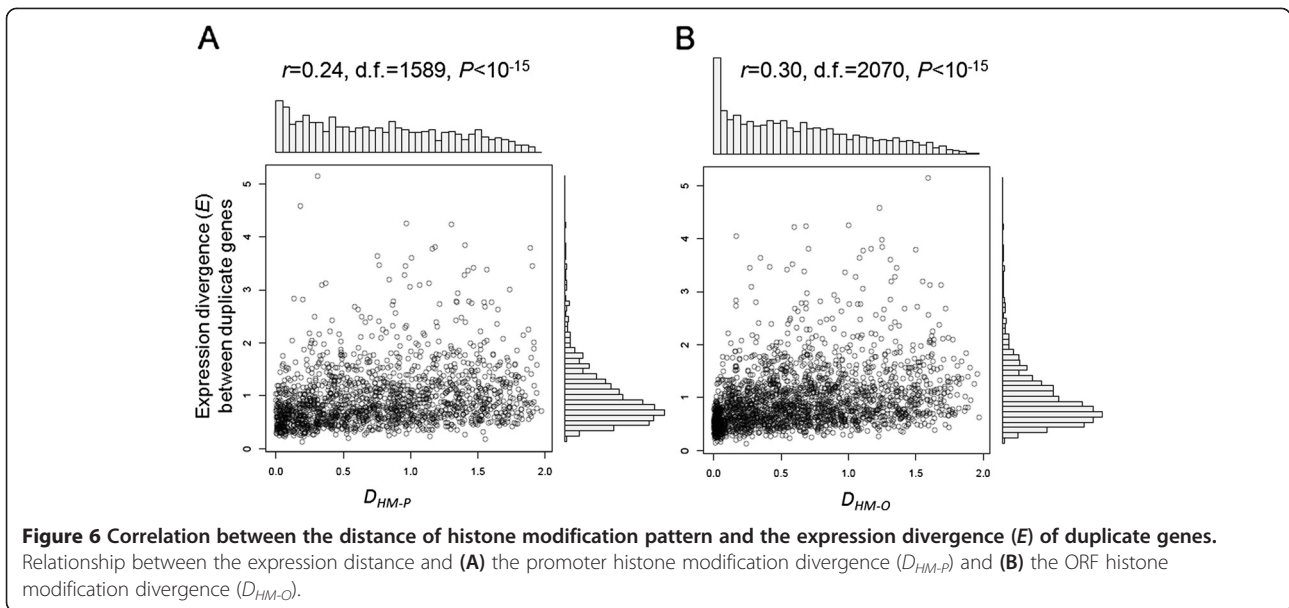 A
B
r=0.24, d.f.=1589, P<10-15
r=0.30, d.f.=2070, P<10-15
Expression divergence (E)
between duplicate genes
5
4
3
2
1
0
0.0 0.5 1.0 1.5 2.0
DHM-P
5
4
3
2
1
0
0.0 0.5 1.0 1.5 2.0
DHM-O
Figure 6 Correlation between the distance of histone modification pattern and the expression divergence (E) of duplicate genes.
Relationship between the expression distance and (A) the promoter histone modification divergence (DHM-P) and (B) the ORF histone
modification divergence (DHM-O).